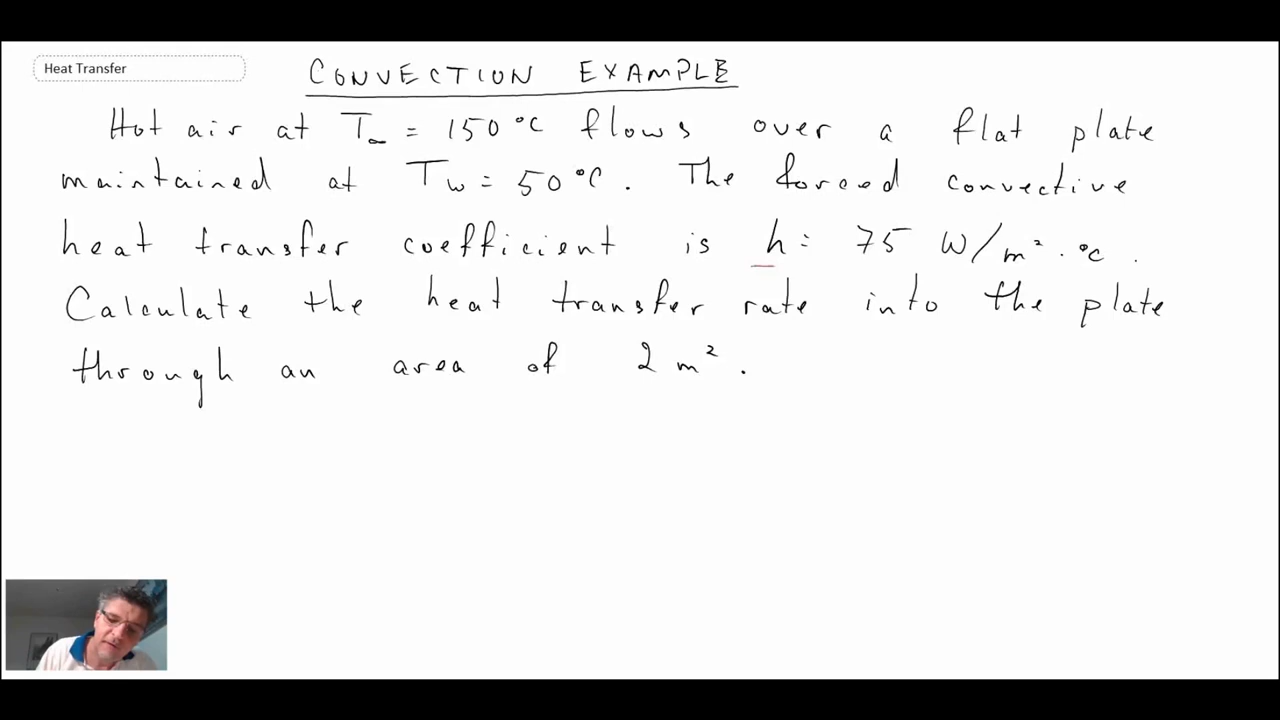 Heat Transfer
CONVECTION EXAMPLE
Hot air at T∞ = 150 °C flows over a flat plate
maintained at Tw = 50 °C. The forced convective
heat transfer coefficient is h = 75 W/m²·°C.
Calculate the heat transfer rate into the plate
through an area of 2 m².